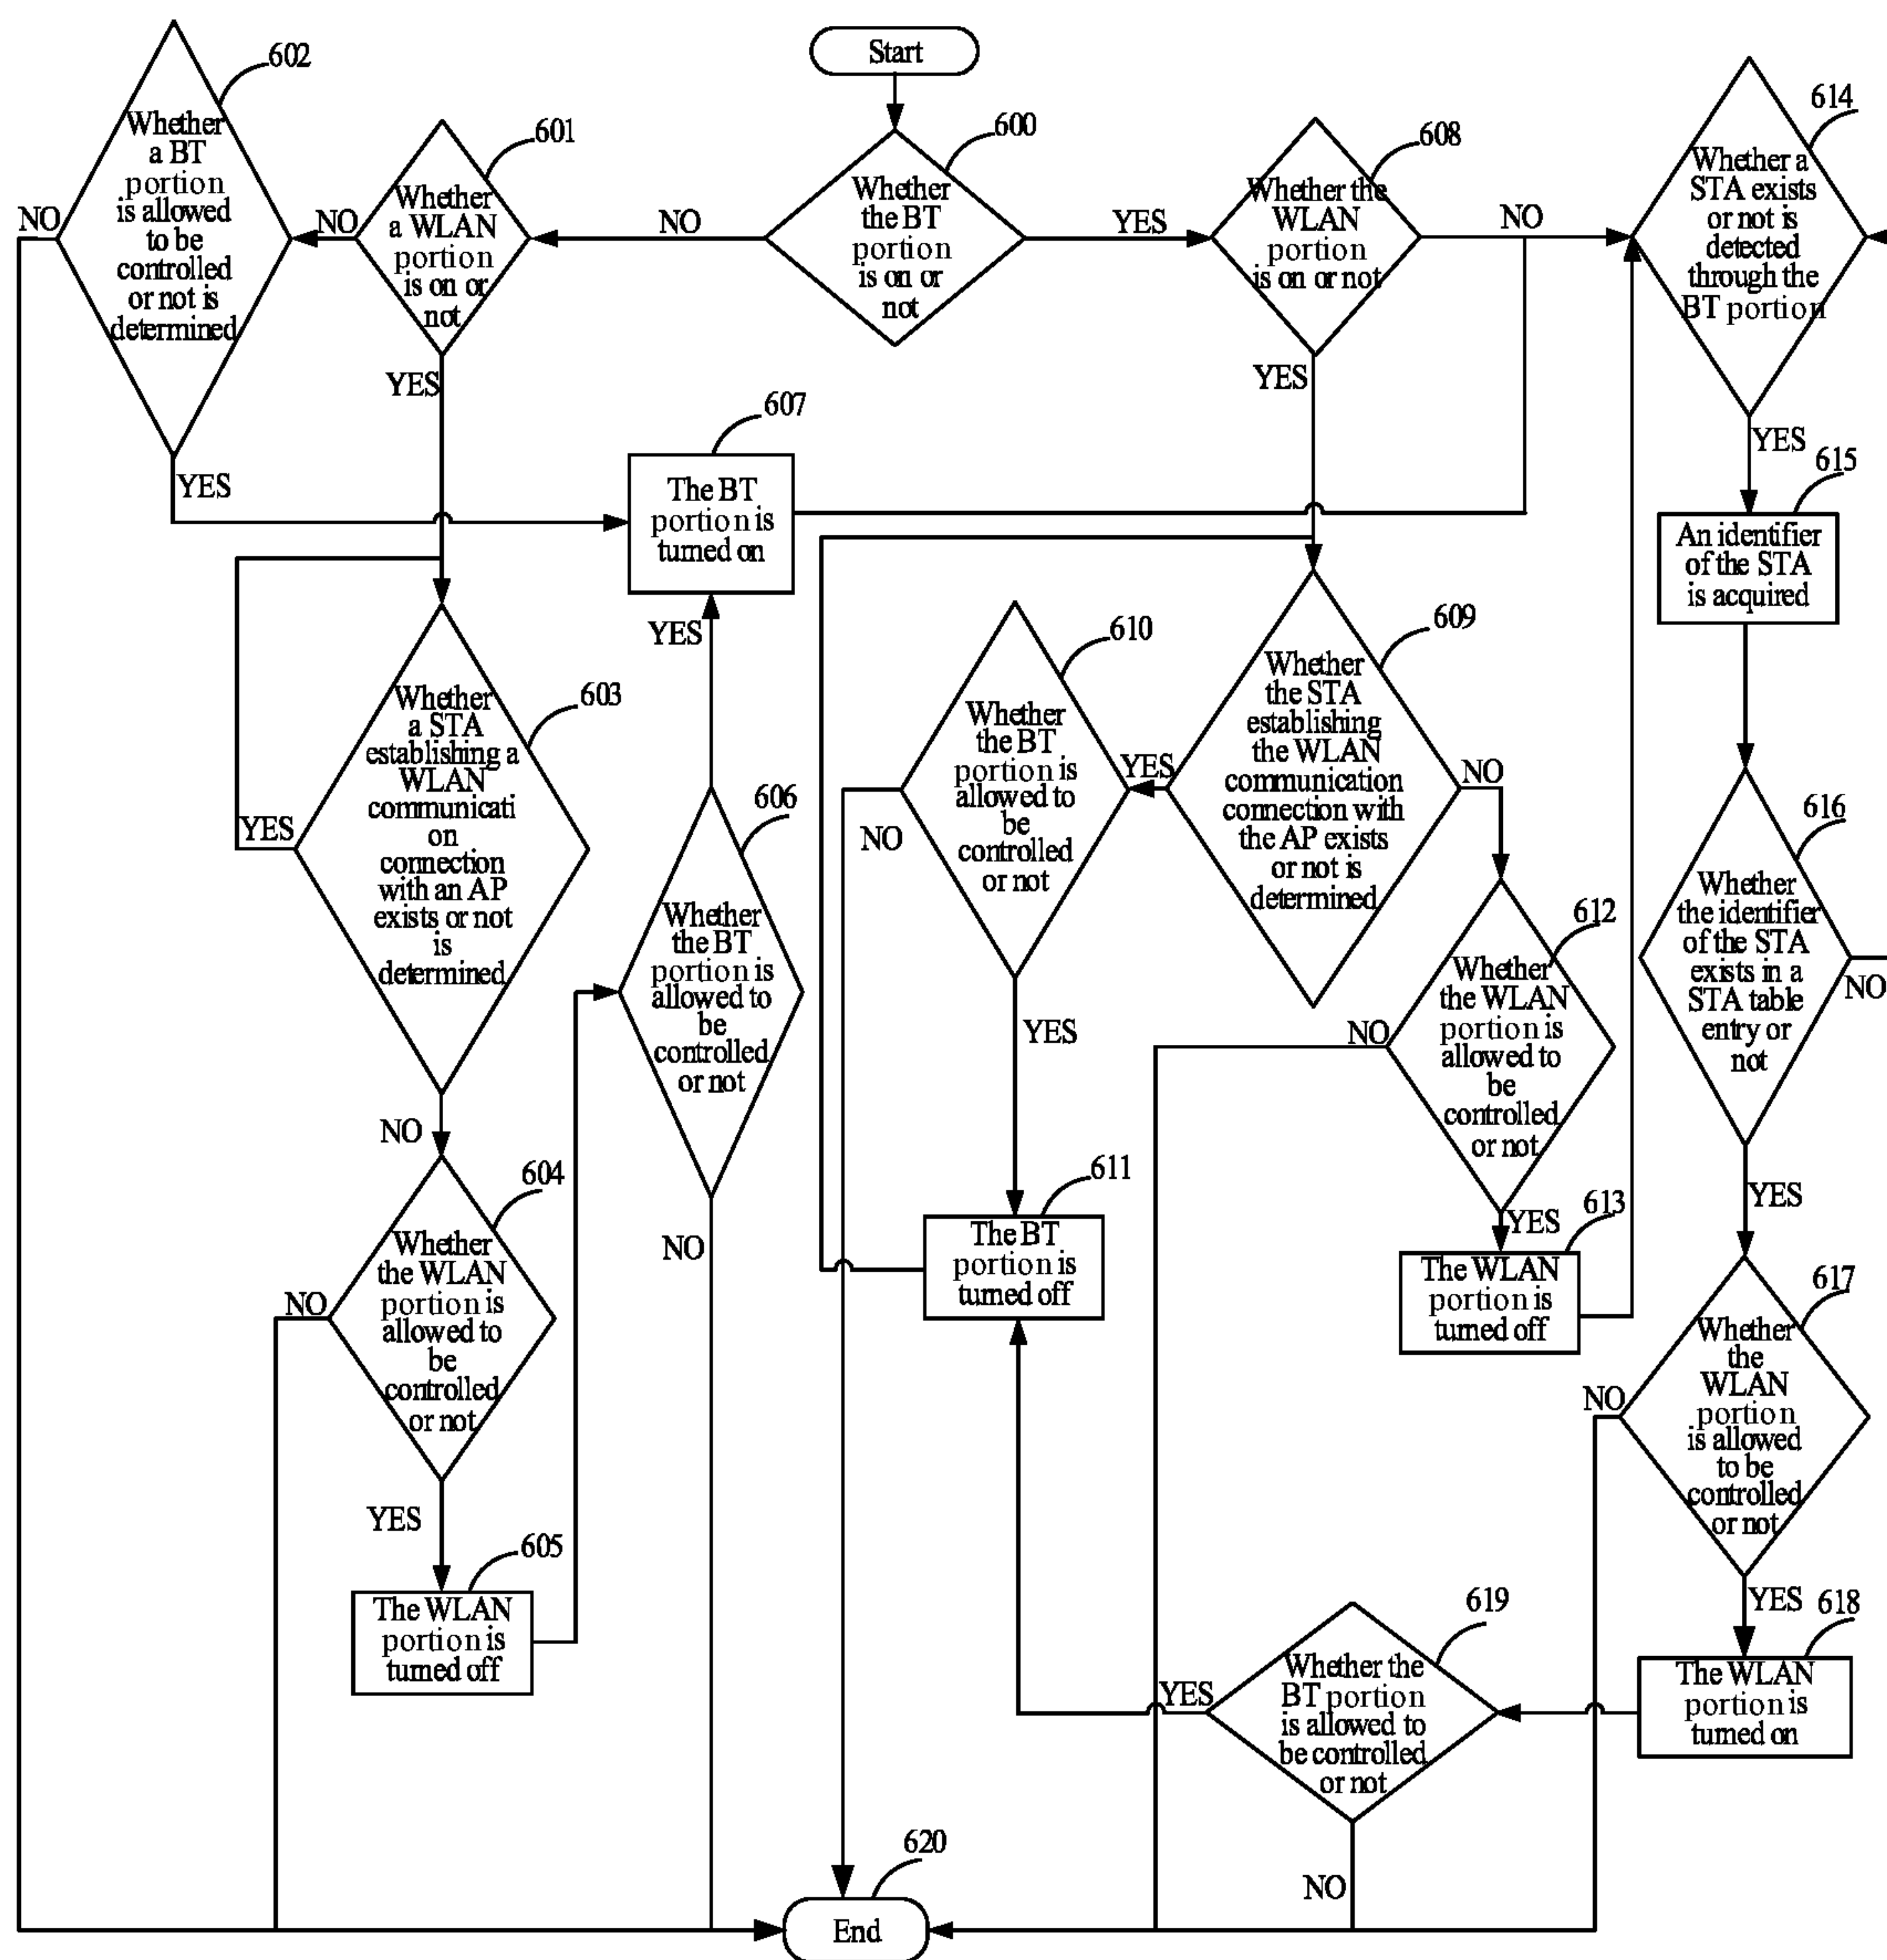 Start
600
Whether
the BT
portion
is on or
not
NO
YES
601
Whether
a WLAN
portion
is on or
not
NO
YES
602
Whether
a BT
portion
is allowed
to be
controlled
or not is
determined
NO
YES
603
Whether
a STA
establishing a
WLAN
communicati
on
connection
with an AP
exists or not
is
determined
YES
NO
604
Whether
the WLAN
portion is
allowed to
be
controlled
or not
NO
YES
605
The WLAN
portion is
turned off
606
Whether
the BT
portion is
allowed to
be
controlled
or not
YES
NO
607
The BT
portion is
turned on
608
Whether the
WLAN
portion
is on or not
NO
YES
609
Whether
the STA
establishing
the WLAN
communication
connection with
the AP exists
or not is
determined
YES
NO
610
Whether
the BT
portion is
allowed to
be
controlled
or not
NO
YES
611
The BT
portion is
turned off
612
Whether
the WLAN
portion is
allowed to
be
controlled
or not
NO
YES
613
The WLAN
portion is
turned off
614
Whether a
STA exists
or not is
detected
through the
BT portion
YES
615
An identifier
of the STA
is acquired
616
Whether
the identifier
of the STA
exists in a
STA table
entry or
not
NO
YES
617
Whether
the
WLAN
portion
is allowed
to be
controlled
or not
NO
YES
618
The WLAN
portion is
turned on
619
Whether the
BT portion
is allowed to
be controlled
or not
YES
NO
620
End